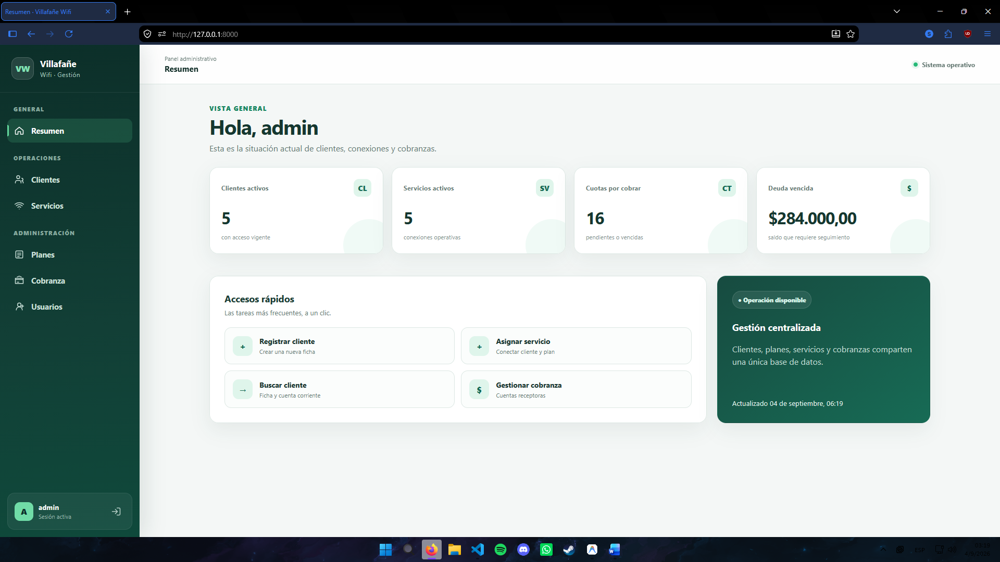 Resumen · Villafañe Wifi
http://127.0.0.1:8000
S
UD
VW
Villafañe
Wifi · Gestión
GENERAL
Resumen
OPERACIONES
Clientes
Servicios
ADMINISTRACIÓN
Planes
Cobranza
Usuarios
A
admin
Sesión activa
Panel administrativo
Resumen
Sistema operativo
VISTA GENERAL
Hola, admin
Esta es la situación actual de clientes, conexiones y cobranzas.
Clientes activos
CL
5
con acceso vigente
Servicios activos
SV
5
conexiones operativas
Cuotas por cobrar
CT
16
pendientes o vencidas
Deuda vencida
$
$284.000,00
saldo que requiere seguimiento
Accesos rápidos
Las tareas más frecuentes, a un clic.
+
Registrar cliente
Crear una nueva ficha
+
Asignar servicio
Conectar cliente y plan
→
Buscar cliente
Ficha y cuenta corriente
$
Gestionar cobranza
Cuentas receptoras
• Operación disponible
Gestión centralizada
Clientes, planes, servicios y cobranzas comparten
una única base de datos.
Actualizado 04 de septiembre, 06:19
W
ESP
03:19
4/9/2026